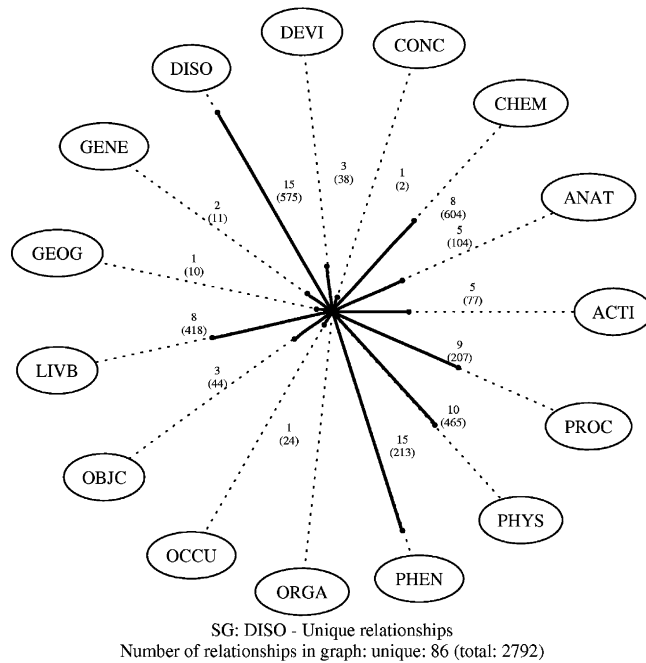 DEVI
CONC
DISO
CHEM
GENE
ANAT
GEOG
ACTI
LIVB
PROC
OBJC
PHYS
OCCU
PHEN
ORGA
3
(38)
1
(2)
15
(575)
8
(604)
2
(11)
5
(104)
1
(10)
5
(77)
8
(418)
9
(207)
3
(44)
10
(465)
1
(24)
15
(213)
SG: DISO - Unique relationships
Number of relationships in graph: unique: 86 (total: 2792)